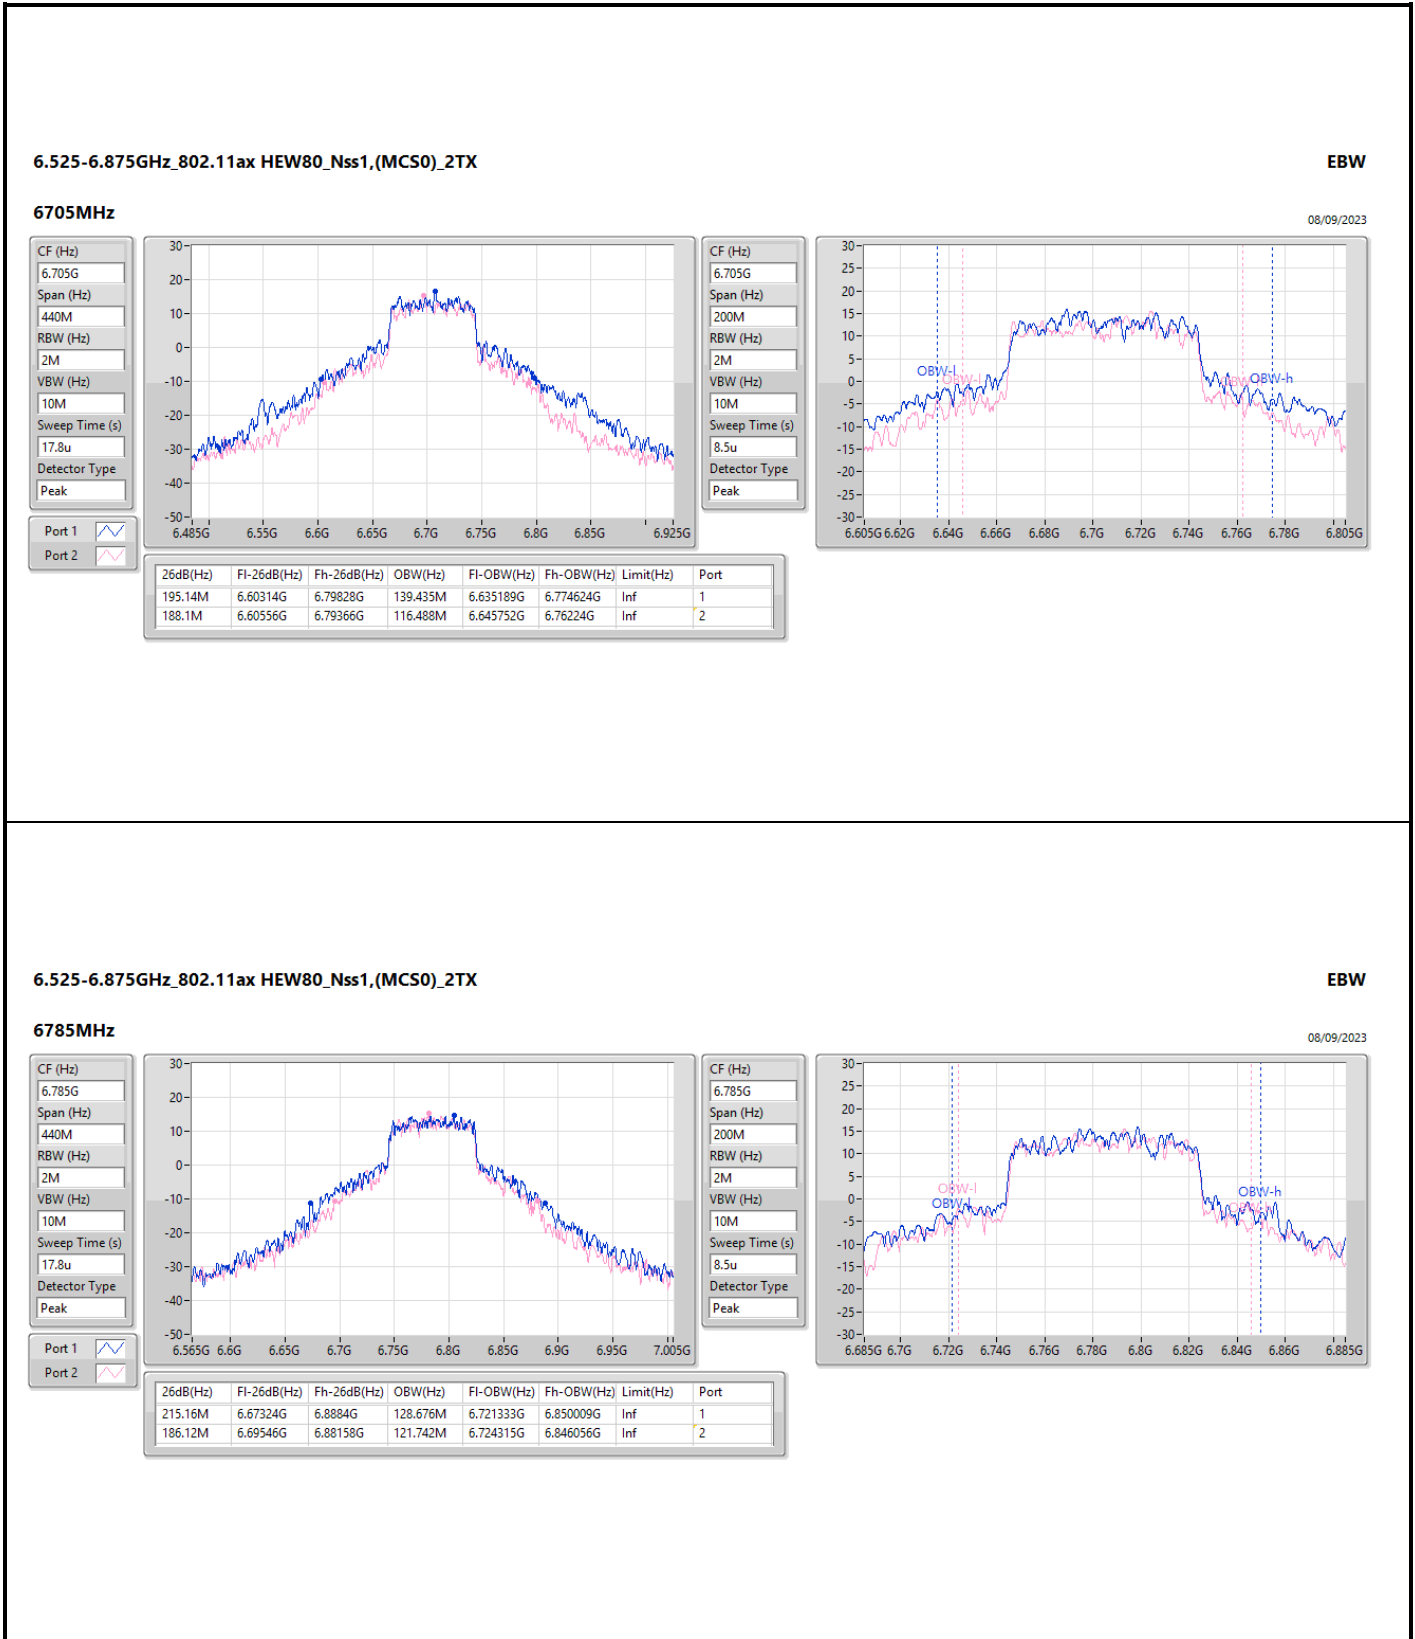 6.525-6.875GHz_802.11ax HEW80_Nss1,(MCS0)_2TX EBW
6705MHz
08/09/2023
CF (Hz)
6.705G
Span (Hz)
440M
RBW (Hz)
2M
VBW (Hz)
10M
Sweep Time (s)
17.8u
Detector Type
Peak
Port 1
Port 2
30
20
10
0
-10
-20
-30
-40
-50
6.485G 6.55G 6.6G 6.65G 6.7G 6.75G 6.8G 6.85G 6.925G
CF (Hz)
6.705G
Span (Hz)
200M
RBW (Hz)
2M
VBW (Hz)
10M
Sweep Time (s)
8.5u
Detector Type
Peak
30
25
20
15
10
5
0
-5
-10
-15
-20
-25
-30
OBW-l
OBW-h
6.605G 6.62G 6.64G 6.66G 6.68G 6.7G 6.72G 6.74G 6.76G 6.78G 6.805G
26dB(Hz) Fl-26dB(Hz) Fh-26dB(Hz) OBW(Hz) Fl-OBW(Hz) Fh-OBW(Hz) Limit(Hz) Port
195.14M 6.60314G 6.79828G 139.435M 6.635189G 6.774624G Inf 1
188.1M 6.60556G 6.79366G 116.488M 6.645752G 6.76224G Inf 2
6.525-6.875GHz_802.11ax HEW80_Nss1,(MCS0)_2TX EBW
6785MHz
08/09/2023
CF (Hz)
6.785G
Span (Hz)
440M
RBW (Hz)
2M
VBW (Hz)
10M
Sweep Time (s)
17.8u
Detector Type
Peak
Port 1
Port 2
30
20
10
0
-10
-20
-30
-40
-50
6.565G 6.6G 6.65G 6.7G 6.75G 6.8G 6.85G 6.9G 6.95G 7.005G
CF (Hz)
6.785G
Span (Hz)
200M
RBW (Hz)
2M
VBW (Hz)
10M
Sweep Time (s)
8.5u
Detector Type
Peak
30
25
20
15
10
5
0
-5
-10
-15
-20
-25
-30
OBW-l
OBW-l
OBW-h
6.685G 6.7G 6.72G 6.74G 6.76G 6.78G 6.8G 6.82G 6.84G 6.86G 6.885G
26dB(Hz) Fl-26dB(Hz) Fh-26dB(Hz) OBW(Hz) Fl-OBW(Hz) Fh-OBW(Hz) Limit(Hz) Port
215.16M 6.67324G 6.8884G 128.676M 6.721333G 6.850009G Inf 1
186.12M 6.69546G 6.88158G 121.742M 6.724315G 6.846056G Inf 2